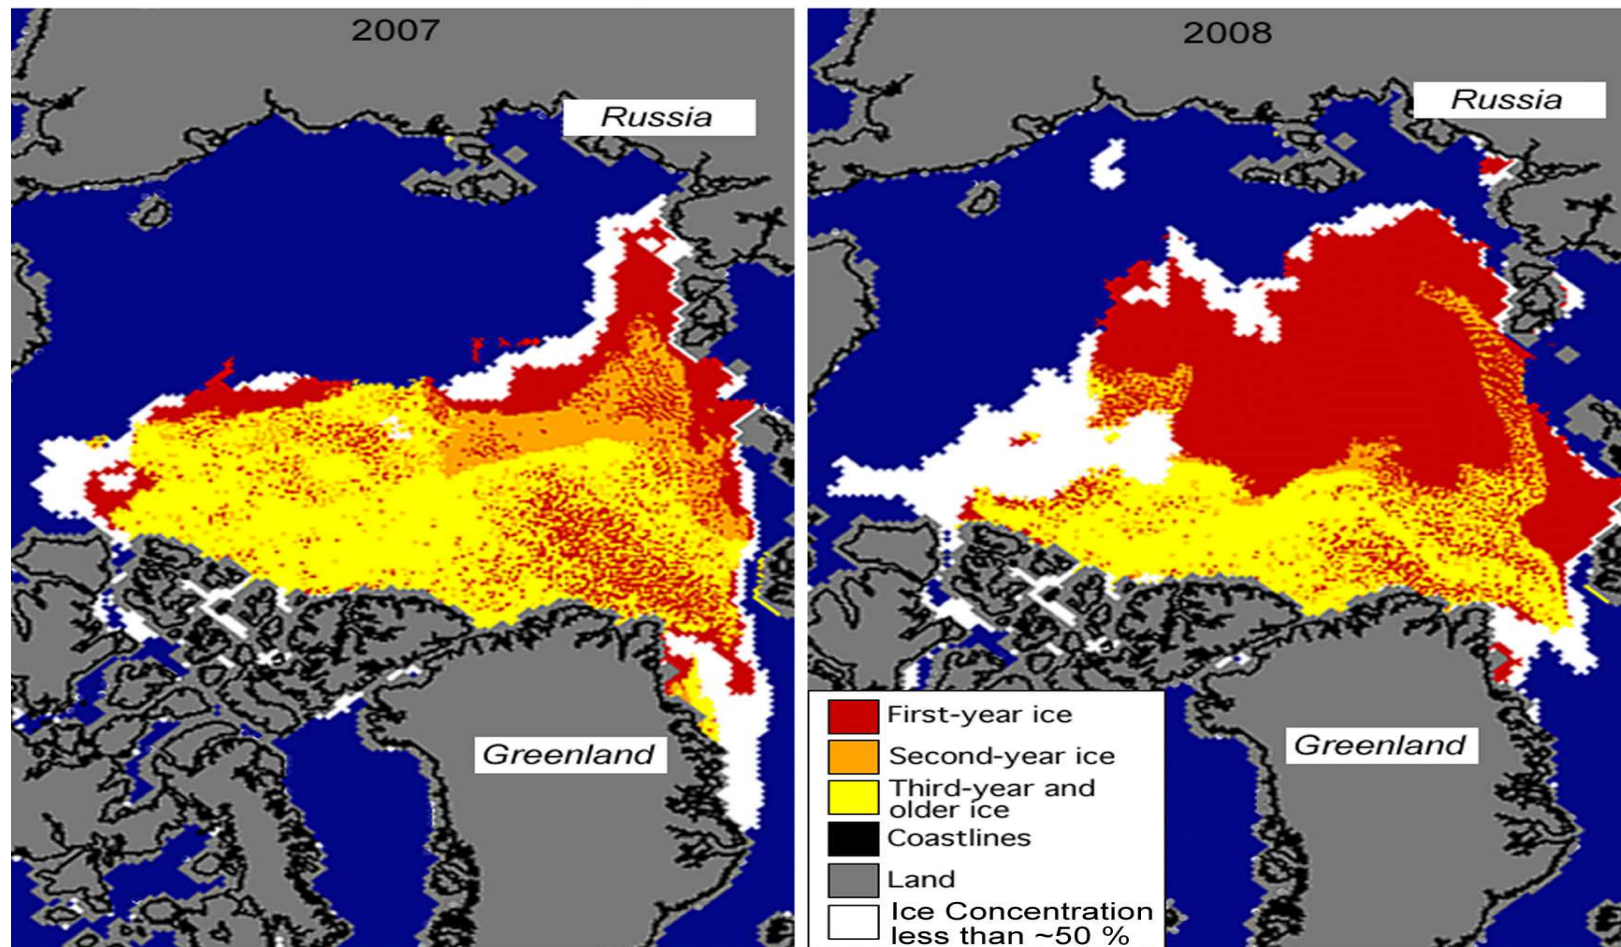 2007
Russia
Greenland
2008
Russia
Greenland
First-year ice
Second-year ice
Third-year and
older ice
Coastlines
Land
Ice Concentration
less than ~50 %